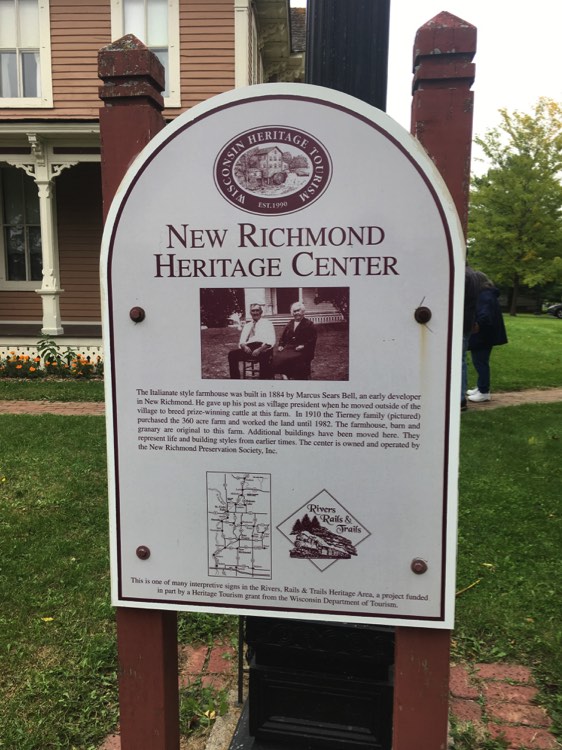 WISCONSIN HERITAGE TOURISM
EST.1990
NEW RICHMOND
HERITAGE CENTER
The Italianate style farmhouse was built in 1884 by Marcus Sears Bell, an early developer
in New Richmond. He gave up his post as village president when he moved outside of the
village to breed prize-winning cattle at this farm. In 1910 the Tierney family (pictured)
purchased the 360 acre farm and worked the land until 1982. The farmhouse, barn and
granary are original to this farm. Additional buildings have been moved here. They
represent life and building styles from earlier times. The center is owned and operated by
the New Richmond Preservation Society, Inc.
Rivers
Rails &
Trails
This is one of many interpretive signs in the Rivers, Rails & Trails Heritage Area, a project funded
in part by a Heritage Tourism grant from the Wisconsin Department of Tourism.